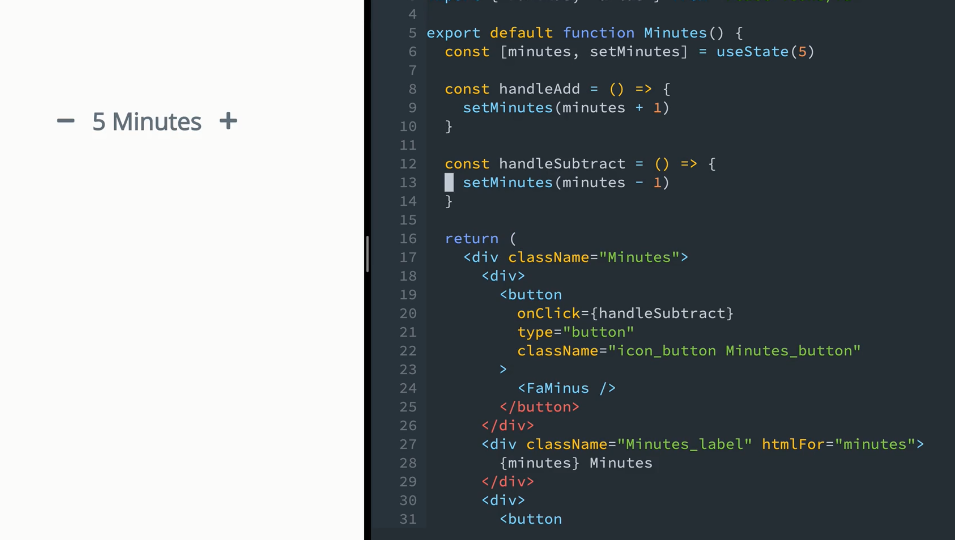 − 5 Minutes +
4
5 export default function Minutes() {
6 const [minutes, setMinutes] = useState(5)
7
8 const handleAdd = () => {
9 setMinutes(minutes + 1)
10 }
11
12 const handleSubtract = () => {
13 setMinutes(minutes − 1)
14 }
15
16 return (
17 <div className="Minutes">
18 <div>
19 <button
20 onClick={handleSubtract}
21 type="button"
22 className="icon_button Minutes_button"
23 >
24 <FaMinus />
25 </button>
26 </div>
27 <div className="Minutes_label" htmlFor="minutes">
28 {minutes} Minutes
29 </div>
30 <div>
31 <button